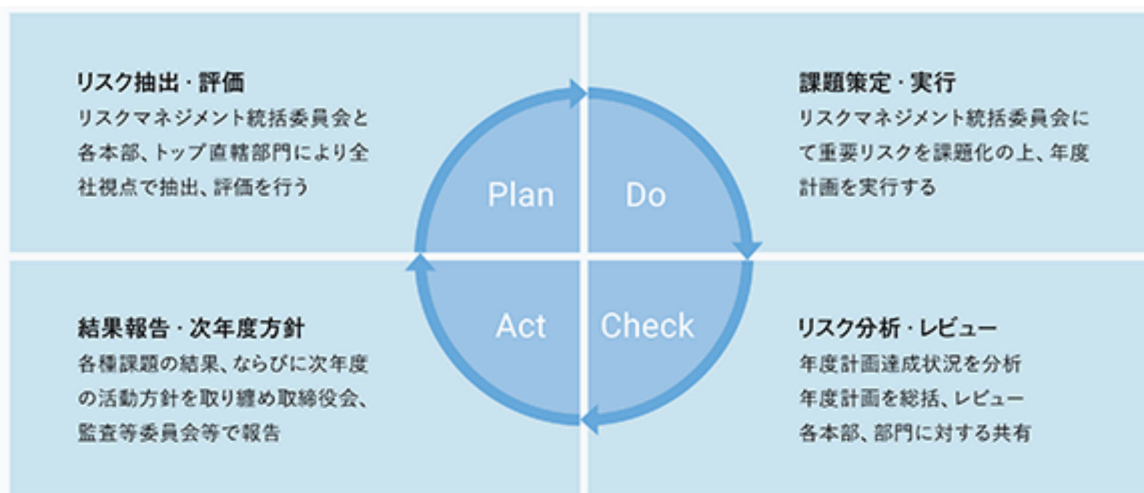 リスク抽出・評価
リスクマネジメント統括委員会と
各本部、トップ直轄部門により全
社視点で抽出、評価を行う
Plan
課題策定・実行
リスクマネジメント統括委員会に
て重要リスクを課題化の上、年度
計画を実行する
Do
結果報告・次年度方針
各種課題の結果、ならびに次年度
の活動方針を取り纏め取締役会、
監査等委員会等で報告
Act
Check
リスク分析・レビュー
年度計画達成状況を分析
年度計画を総括、レビュー
各本部、部門に対する共有